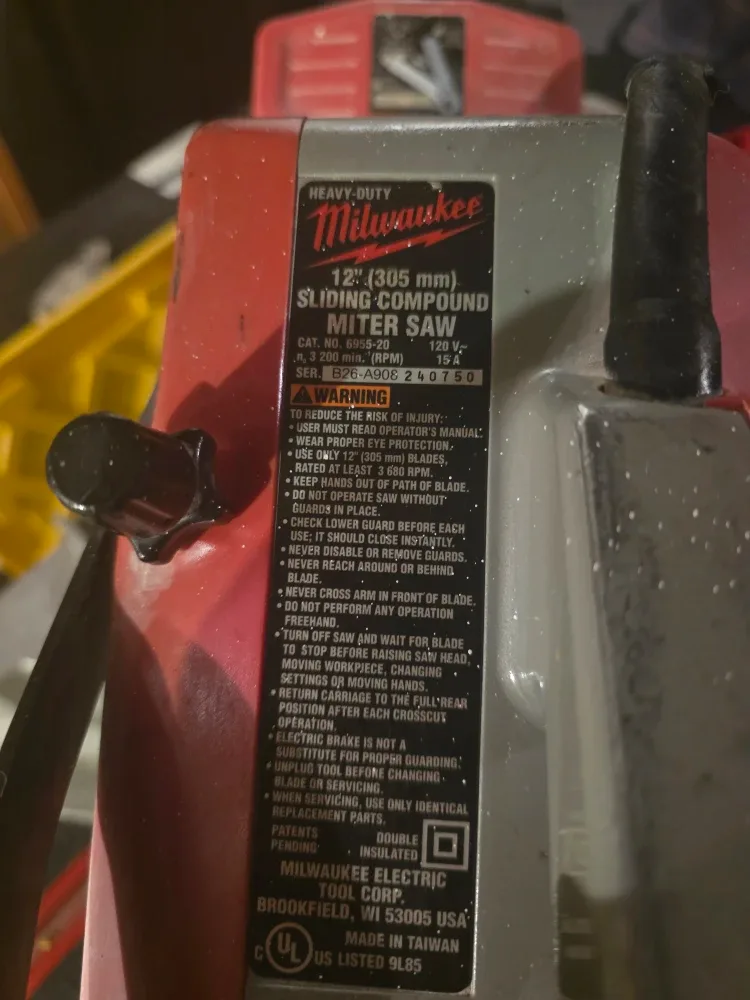 HEAVY-DUTY
Milwaukee
12" (305 mm)
SLIDING COMPOUND
MITER SAW
CAT. NO. 6955-20 120 V~
n₀ 3 200 min. (RPM) 15 A
SER. B26-A908 240750
WARNING
TO REDUCE THE RISK OF INJURY:
• USER MUST READ OPERATOR'S MANUAL.
• WEAR PROPER EYE PROTECTION.
• USE ONLY 12" (305 mm) BLADES,
RATED AT LEAST 3 680 RPM.
• KEEP HANDS OUT OF PATH OF BLADE.
• DO NOT OPERATE SAW WITHOUT
GUARDS IN PLACE.
• CHECK LOWER GUARD BEFORE EACH
USE; IT SHOULD CLOSE INSTANTLY.
• NEVER DISABLE OR REMOVE GUARDS.
• NEVER REACH AROUND OR BEHIND
BLADE.
• NEVER CROSS ARM IN FRONT OF BLADE.
• DO NOT PERFORM ANY OPERATION
FREEHAND.
• TURN OFF SAW AND WAIT FOR BLADE
TO STOP BEFORE RAISING SAW HEAD,
MOVING WORKPIECE, CHANGING
SETTINGS OR MOVING HANDS.
• RETURN CARRIAGE TO THE FULL REAR
POSITION AFTER EACH CROSSCUT
OPERATION.
• ELECTRIC BRAKE IS NOT A
SUBSTITUTE FOR PROPER GUARDING.
• UNPLUG TOOL BEFORE CHANGING
BLADE OR SERVICING.
• WHEN SERVICING, USE ONLY IDENTICAL
REPLACEMENT PARTS.
PATENTS DOUBLE
PENDING INSULATED
MILWAUKEE ELECTRIC
TOOL CORP.
BROOKFIELD, WI 53005 USA
MADE IN TAIWAN
C UL US LISTED 9L85